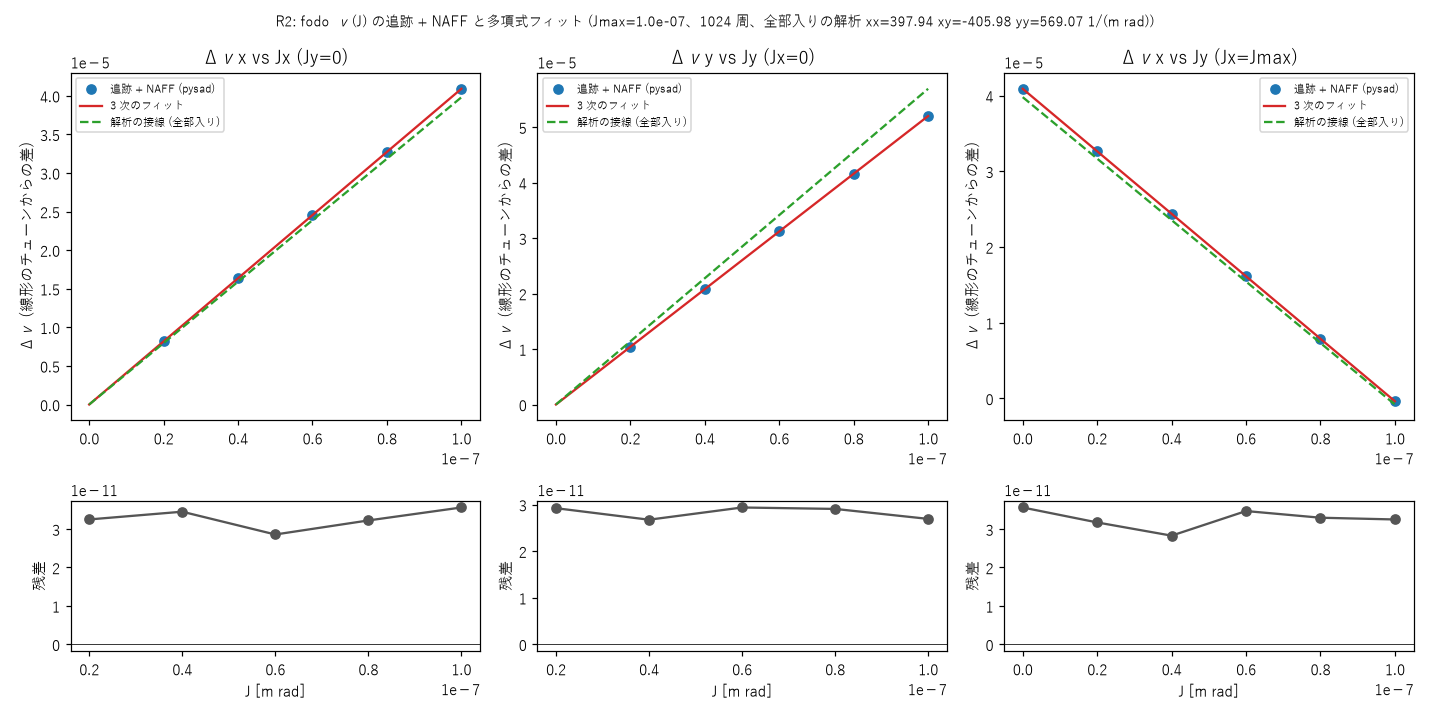 R2: fodo ν (J) の追跡 + NAFF と多項式フィット (Jmax=1.0e-07、1024 周、全部入りの解析 xx=397.94 xy=-405.98 yy=569.07 1/(m rad))
Δ ν x vs Jx (Jy=0)
1e−5
追跡 + NAFF (pysad)
3 次のフィット
解析の接線 (全部入り)
Δ ν (線形のチューンからの差)
4.0
3.5
3.0
2.5
2.0
1.5
1.0
0.5
0.0
0.0 0.2 0.4 0.6 0.8 1.0
1e−7
Δ ν y vs Jy (Jx=0)
1e−5
追跡 + NAFF (pysad)
3 次のフィット
解析の接線 (全部入り)
Δ ν (線形のチューンからの差)
5
4
3
2
1
0
0.0 0.2 0.4 0.6 0.8 1.0
1e−7
Δ ν x vs Jy (Jx=Jmax)
1e−5
追跡 + NAFF (pysad)
3 次のフィット
解析の接線 (全部入り)
Δ ν (線形のチューンからの差)
4
3
2
1
0
0.0 0.2 0.4 0.6 0.8 1.0
1e−7
1e−11
残差
3
2
1
0
0.2 0.4 0.6 0.8 1.0
J [m rad]
1e−7
1e−11
残差
3
2
1
0
0.2 0.4 0.6 0.8 1.0
J [m rad]
1e−7
1e−11
残差
3
2
1
0
0.0 0.2 0.4 0.6 0.8 1.0
J [m rad]
1e−7